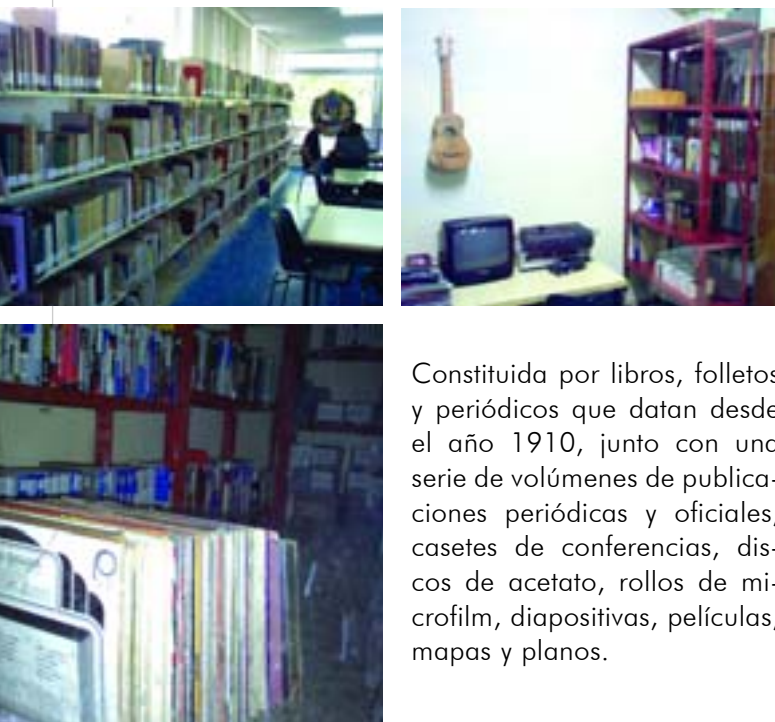 Constituida por libros, folletos
y periódicos que datan desde
el año 1910, junto con una
serie de volúmenes de publica-
ciones periódicas y oficiales,
casetes de conferencias, dis-
cos de acetato, rollos de mi-
crofilm, diapositivas, películas,
mapas y planos.